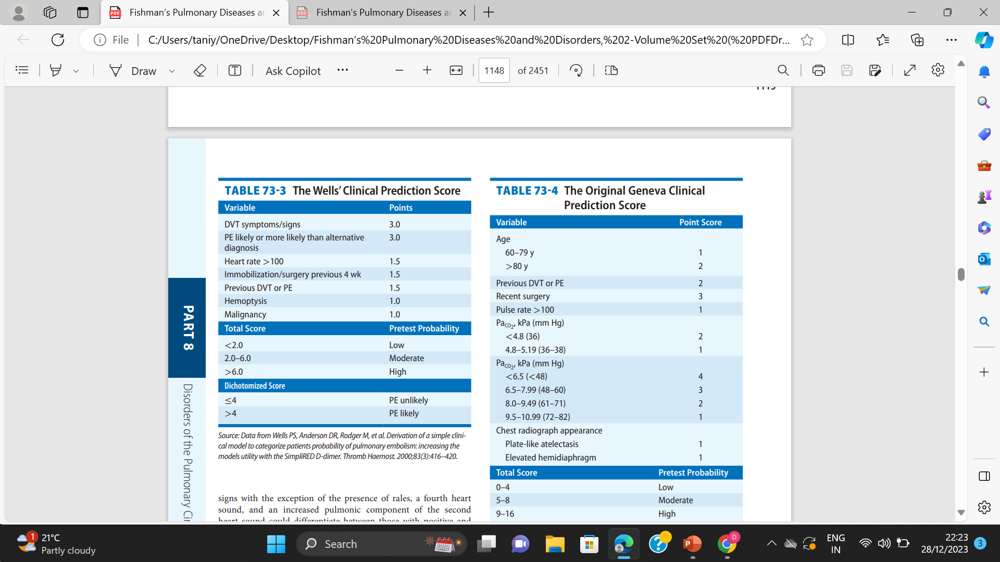 Fishman's Pulmonary Diseases ar
Fishman's Pulmonary Diseases ar
File
C:/Users/taniy/OneDrive/Desktop/Fishman's%20Pulmonary%20Diseases%20and%20Disorders,%202-Volume%20Set%20(%20PDFDr...
Draw
Ask Copilot
1148 of 2451
TABLE 73-3 The Wells' Clinical Prediction Score
Variable Points
DVT symptoms/signs 3.0
PE likely or more likely than alternative 3.0
diagnosis
Heart rate >100 1.5
Immobilization/surgery previous 4 wk 1.5
Previous DVT or PE 1.5
Hemoptysis 1.0
Malignancy 1.0
Total Score Pretest Probability
<2.0 Low
2.0–6.0 Moderate
>6.0 High
Dichotomized Score
≤4 PE unlikely
>4 PE likely
Source: Data from Wells PS, Anderson DR, Rodger M, et al. Derivation of a simple clini-
cal model to categorize patients probability of pulmonary embolism: increasing the
models utility with the SimpliRED D-dimer. Thromb Haemost. 2000;83(3):416–420.
signs with the exception of the presence of rales, a fourth heart
sound, and an increased pulmonic component of the second
heart sound could differentiate between those with positive and
TABLE 73-4 The Original Geneva Clinical
Prediction Score
Variable Point Score
Age
60–79 y 1
>80 y 2
Previous DVT or PE 2
Recent surgery 3
Pulse rate >100 1
PaCO2, kPa (mm Hg)
<4.8 (36) 2
4.8–5.19 (36–38) 1
PaCO2, kPa (mm Hg)
<6.5 (<48) 4
6.5–7.99 (48–60) 3
8.0–9.49 (61–71) 2
9.5–10.99 (72–82) 1
Chest radiograph appearance
Plate-like atelectasis 1
Elevated hemidiaphragm 1
Total Score Pretest Probability
0–4 Low
5–8 Moderate
9–16 High
PART 8
Disorders of the Pulmonary Cir
1
21°C
Partly cloudy
Search
D
ENG
IN
22:23
28/12/2023
3